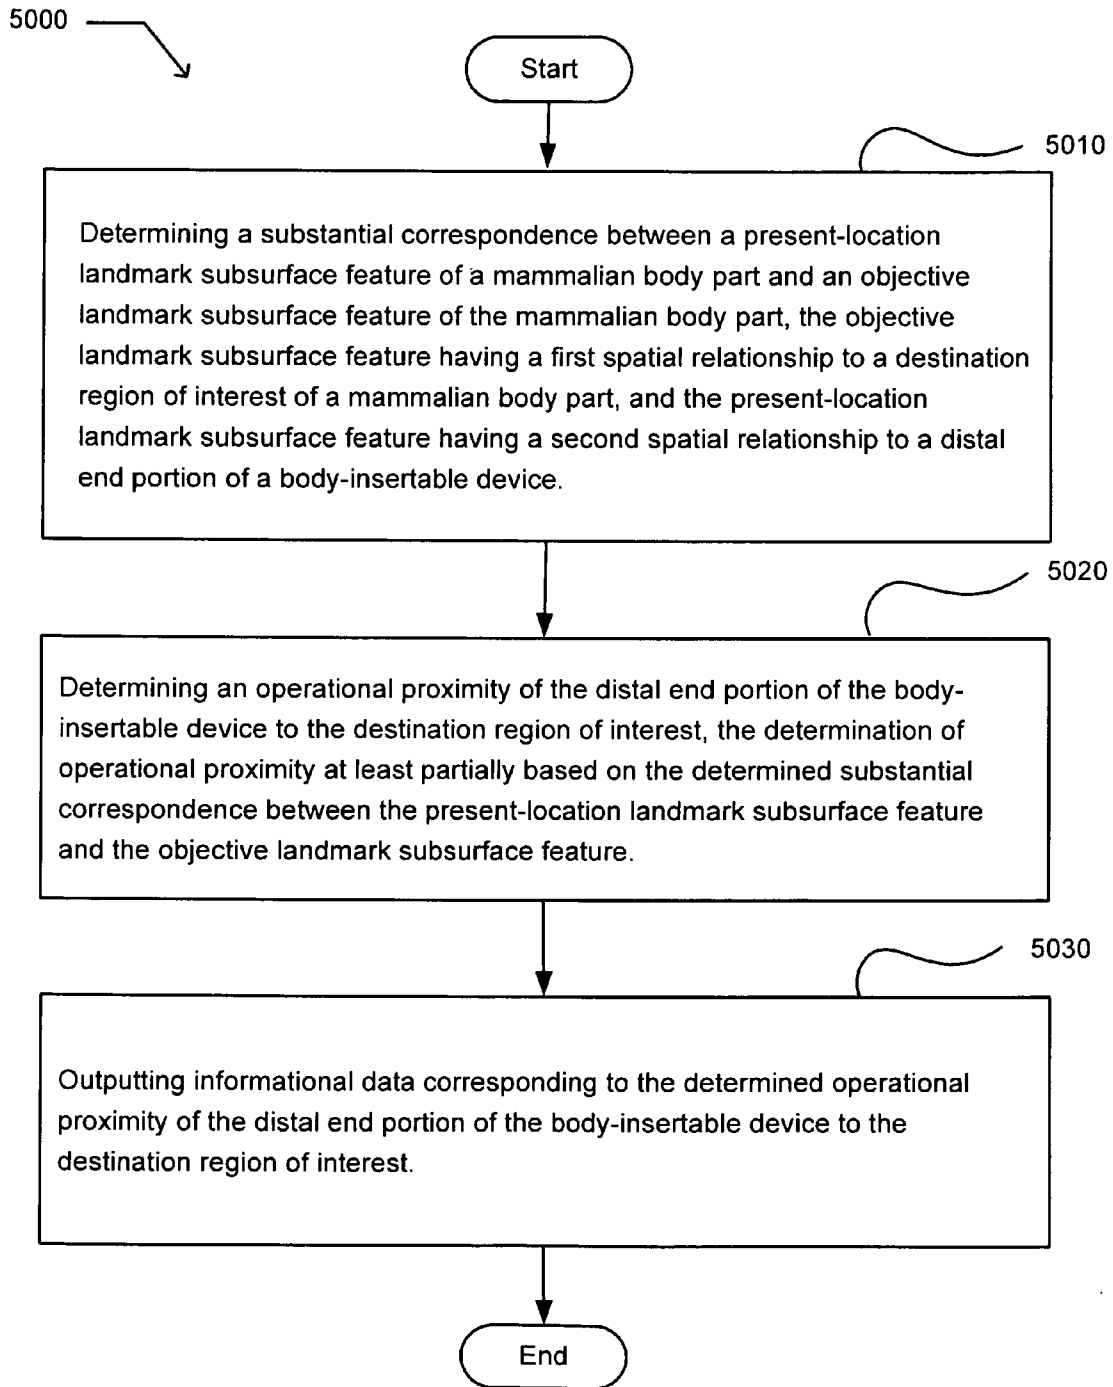 5000
Start
5010
Determining a substantial correspondence between a present-location
landmark subsurface feature of a mammalian body part and an objective
landmark subsurface feature of the mammalian body part, the objective
landmark subsurface feature having a first spatial relationship to a destination
region of interest of a mammalian body part, and the present-location
landmark subsurface feature having a second spatial relationship to a distal
end portion of a body-insertable device.
5020
Determining an operational proximity of the distal end portion of the body-
insertable device to the destination region of interest, the determination of
operational proximity at least partially based on the determined substantial
correspondence between the present-location landmark subsurface feature
and the objective landmark subsurface feature.
5030
Outputting informational data corresponding to the determined operational
proximity of the distal end portion of the body-insertable device to the
destination region of interest.
End